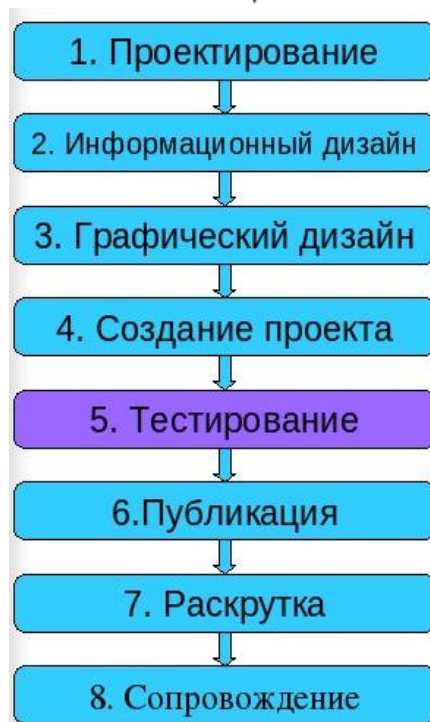 1. Проектирование
2. Информационный дизайн
3. Графический дизайн
4. Создание проекта
5. Тестирование
6.Публикация
7. Раскрутка
8. Сопровождение